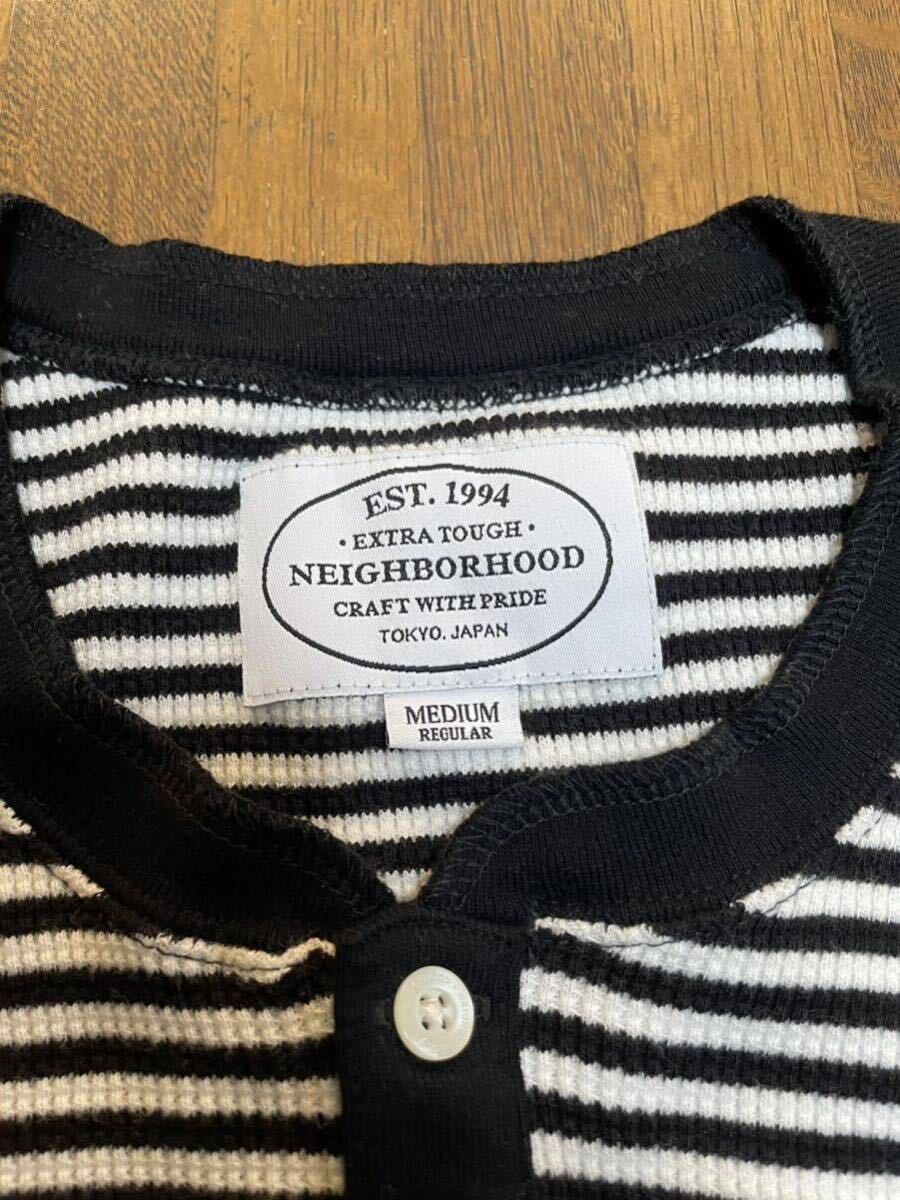 EST. 1994
• EXTRA TOUGH •
NEIGHBORHOOD
CRAFT WITH PRIDE
TOKYO. JAPAN
MEDIUM
REGULAR